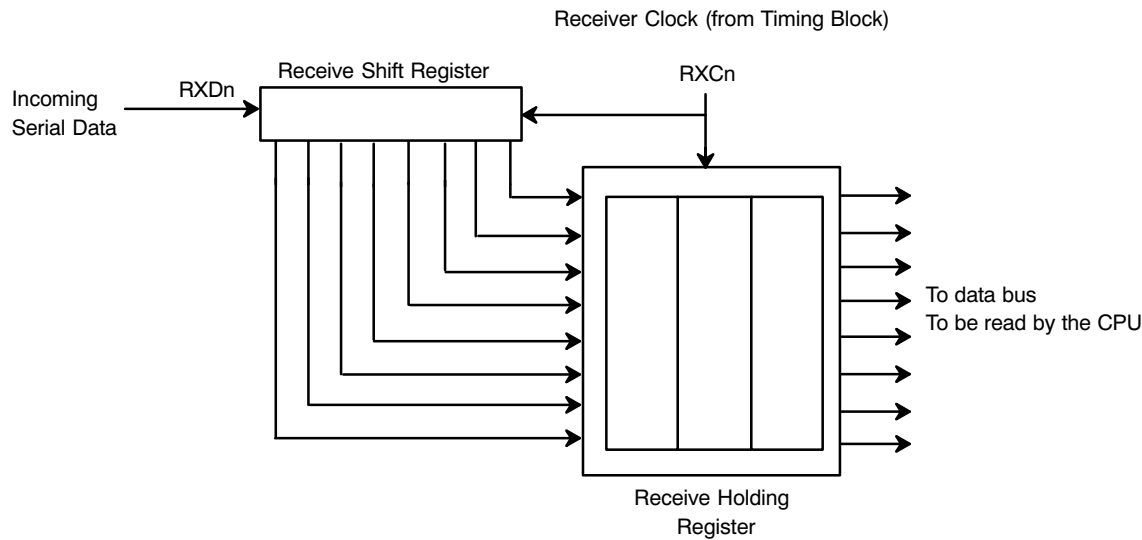 Receiver Clock (from Timing Block)
Receive Shift Register
RXCn
RXDn
Incoming
Serial Data
To data bus
To be read by the CPU
Receive Holding
Register